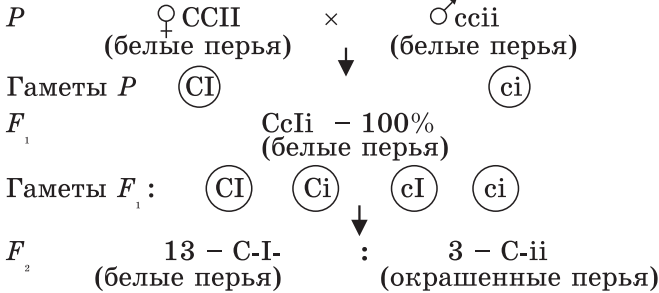 P ♀ CCII × ♂ ccii
(белые перья) (белые перья)
Гаметы P CI ci
F₁ CcIi – 100%
(белые перья)
Гаметы F₁ : CI Ci cI ci
F₂ 13 – C-I- : 3 – C-ii
(белые перья) (окрашенные перья)